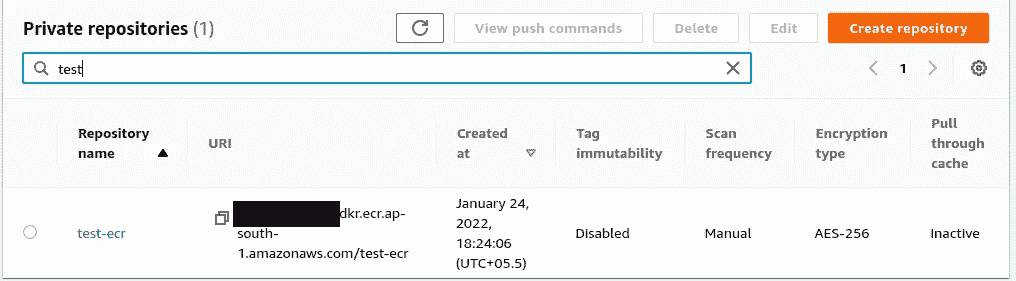 Private repositories (1)
View push commands
Delete
Edit
Create repository
test
1
Repository
name
URI
Created
at
Tag
immutability
Scan
frequency
Encryption
type
Pull
through
cache
test-ecr
dkr.ecr.ap-
south-
1.amazonaws.com/test-ecr
January 24,
2022,
18:24:06
(UTC+05.5)
Disabled
Manual
AES-256
Inactive